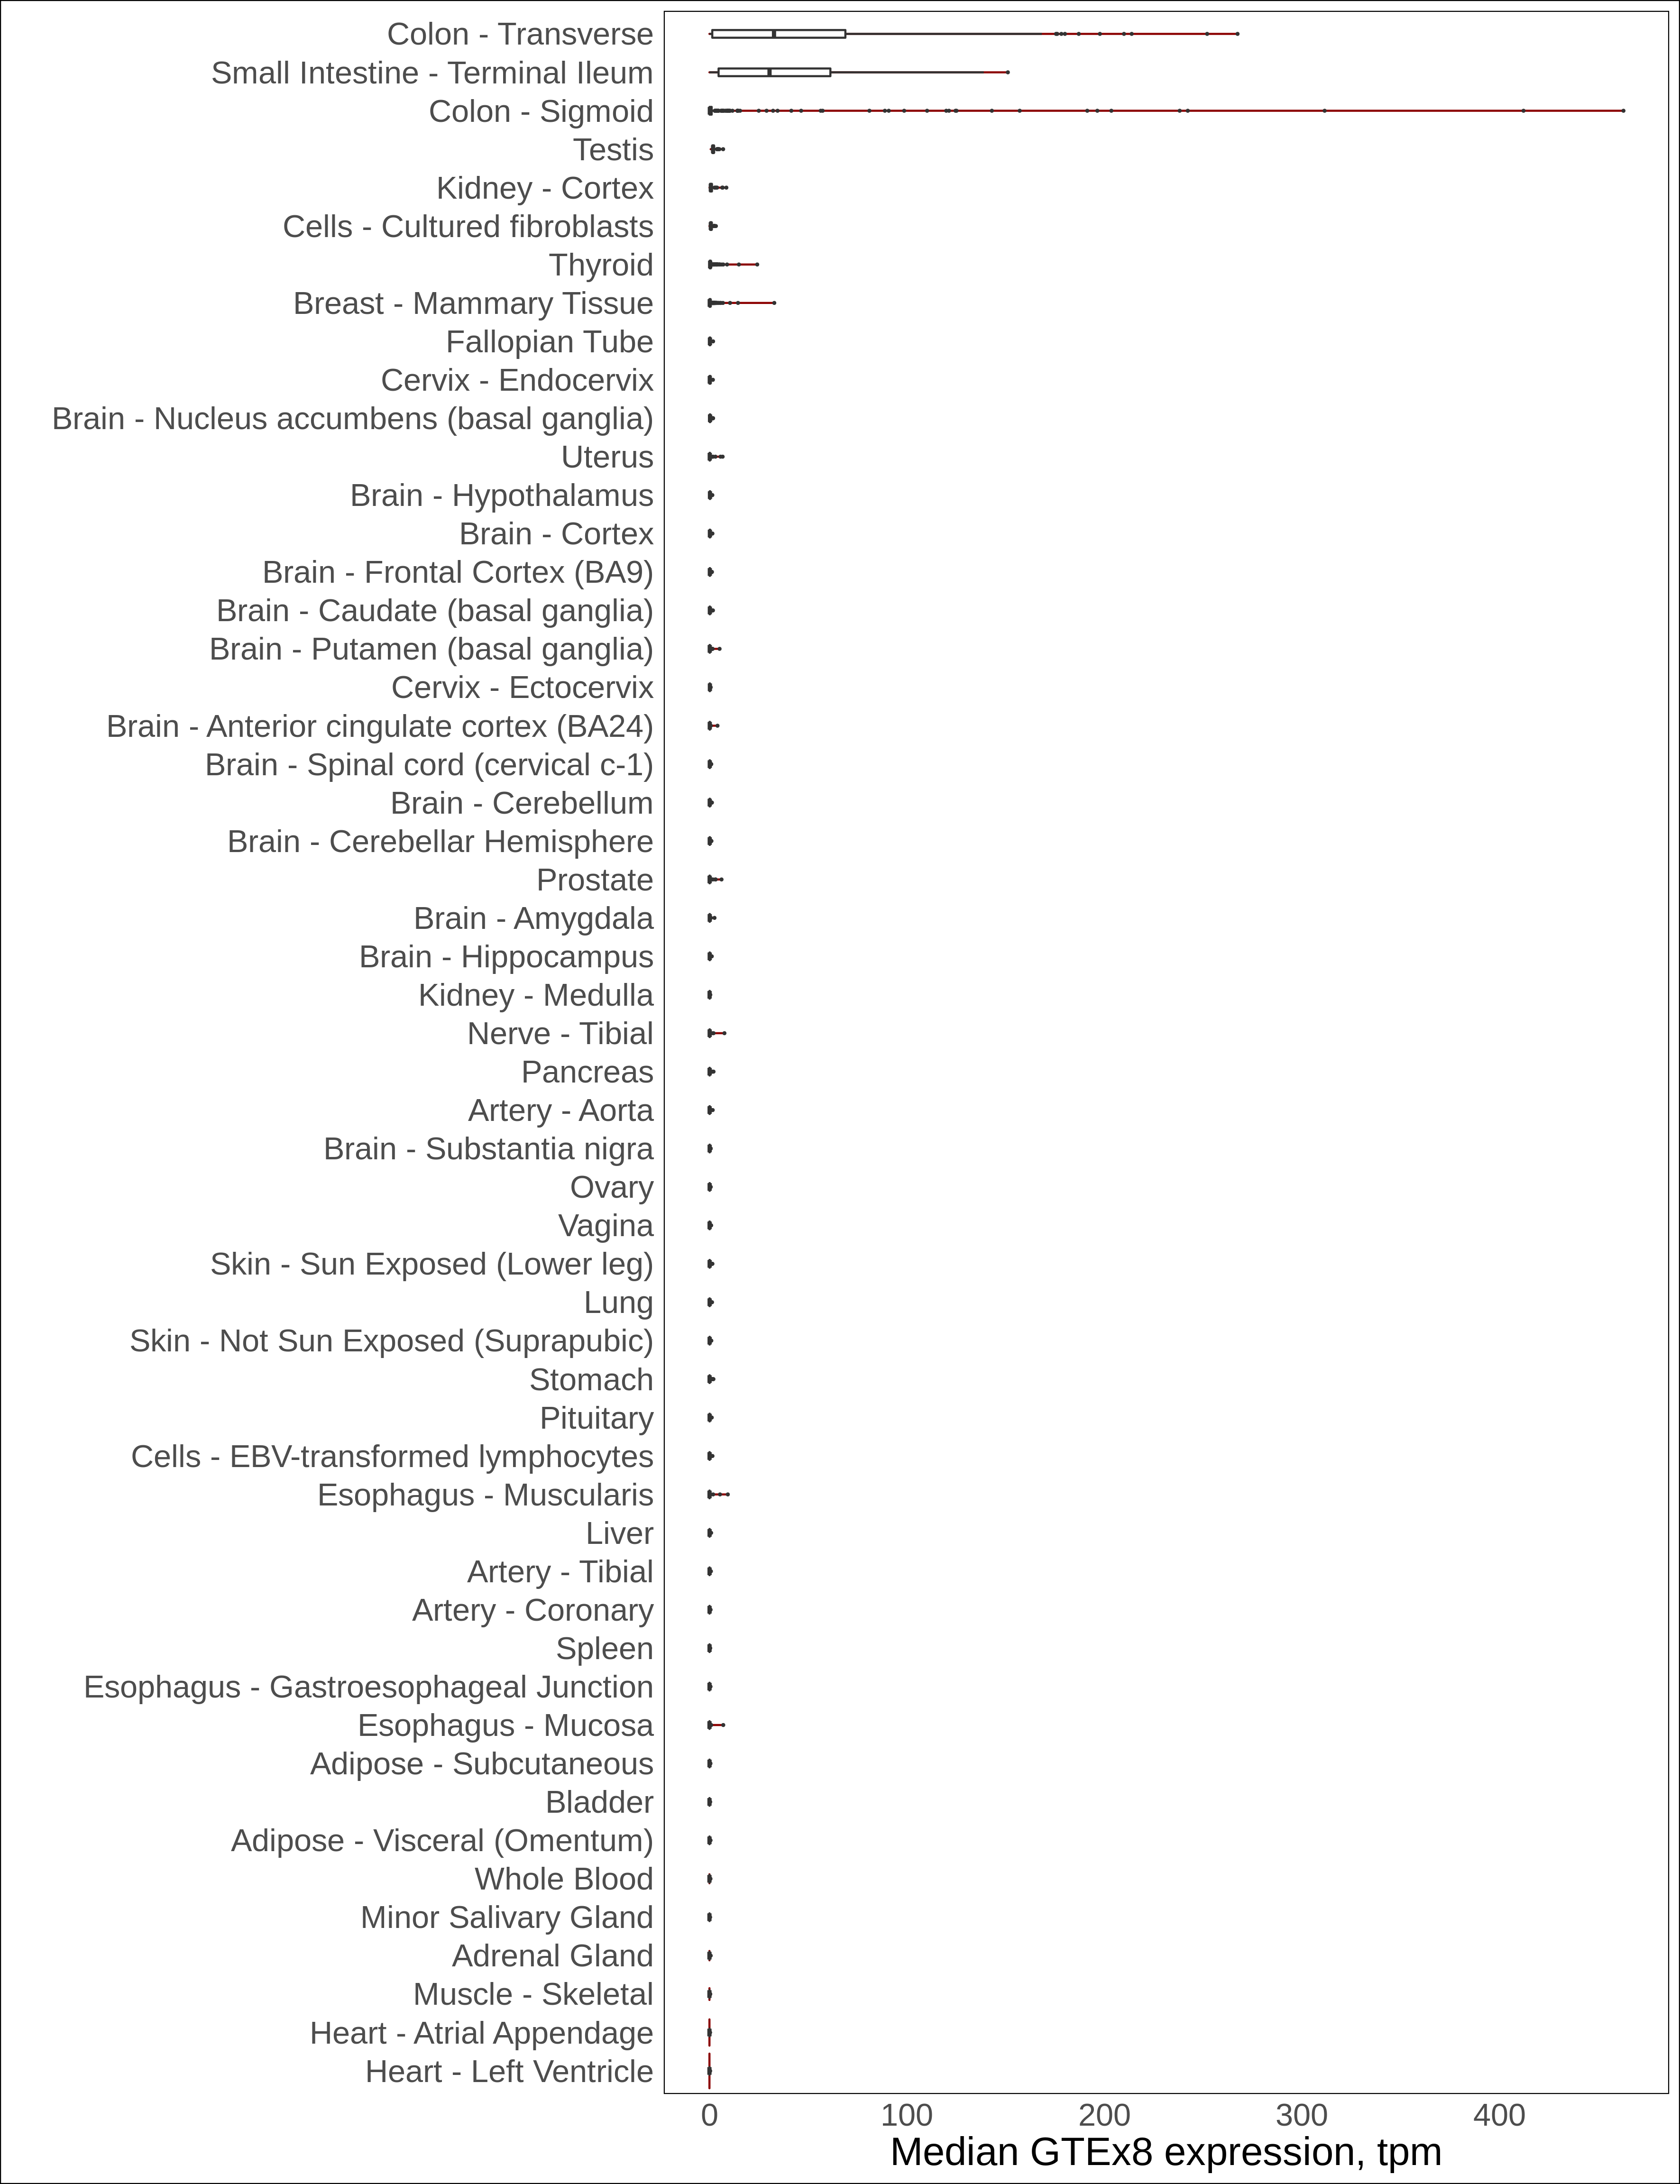 Colon - Transverse
Small Intestine - Terminal Ileum
Colon - Sigmoid
Testis
Kidney - Cortex
Cells - Cultured fibroblasts
Thyroid
Breast - Mammary Tissue
Fallopian Tube
Cervix - Endocervix
Brain - Nucleus accumbens (basal ganglia)
Uterus
Brain - Hypothalamus
Brain - Cortex
Brain - Frontal Cortex (BA9)
Brain - Caudate (basal ganglia)
Brain - Putamen (basal ganglia)
Cervix - Ectocervix
Brain - Anterior cingulate cortex (BA24)
Brain - Spinal cord (cervical c-1)
Brain - Cerebellum
Brain - Cerebellar Hemisphere
Prostate
Brain - Amygdala
Brain - Hippocampus
Kidney - Medulla
Nerve - Tibial
Pancreas
Artery - Aorta
Brain - Substantia nigra
Ovary
Vagina
Skin - Sun Exposed (Lower leg)
Lung
Skin - Not Sun Exposed (Suprapubic)
Stomach
Pituitary
Cells - EBV-transformed lymphocytes
Esophagus - Muscularis
Liver
Artery - Tibial
Artery - Coronary
Spleen
Esophagus - Gastroesophageal Junction
Esophagus - Mucosa
Adipose - Subcutaneous
Bladder
Adipose - Visceral (Omentum)
Whole Blood
Minor Salivary Gland
Adrenal Gland
Muscle - Skeletal
Heart - Atrial Appendage
Heart - Left Ventricle
0 100 200 300 400
Median GTEx8 expression, tpm